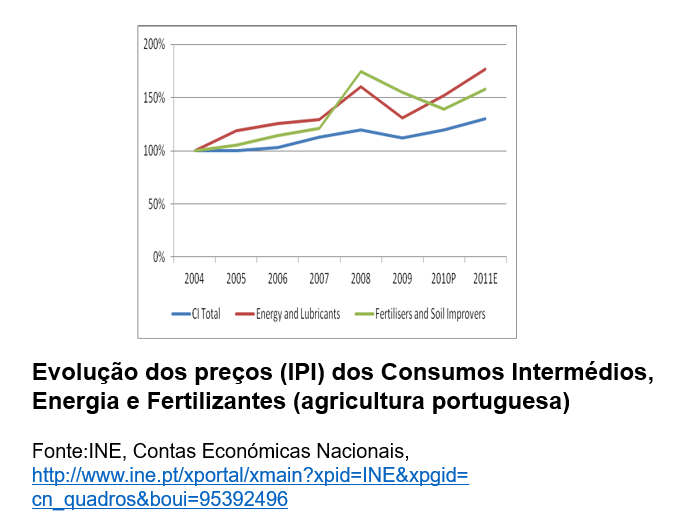 200%
150%
100%
50%
0%
2004 2005 2006 2007 2008 2009 2010P 2011E
CI Total Energy and Lubricants Fertilisers and Soil Improvers
Evolução dos preços (IPI) dos Consumos Intermédios,
Energia e Fertilizantes (agricultura portuguesa)
Fonte:INE, Contas Económicas Nacionais,
http://www.ine.pt/xportal/xmain?xpid=INE&xpgid=
cn_quadros&boui=95392496